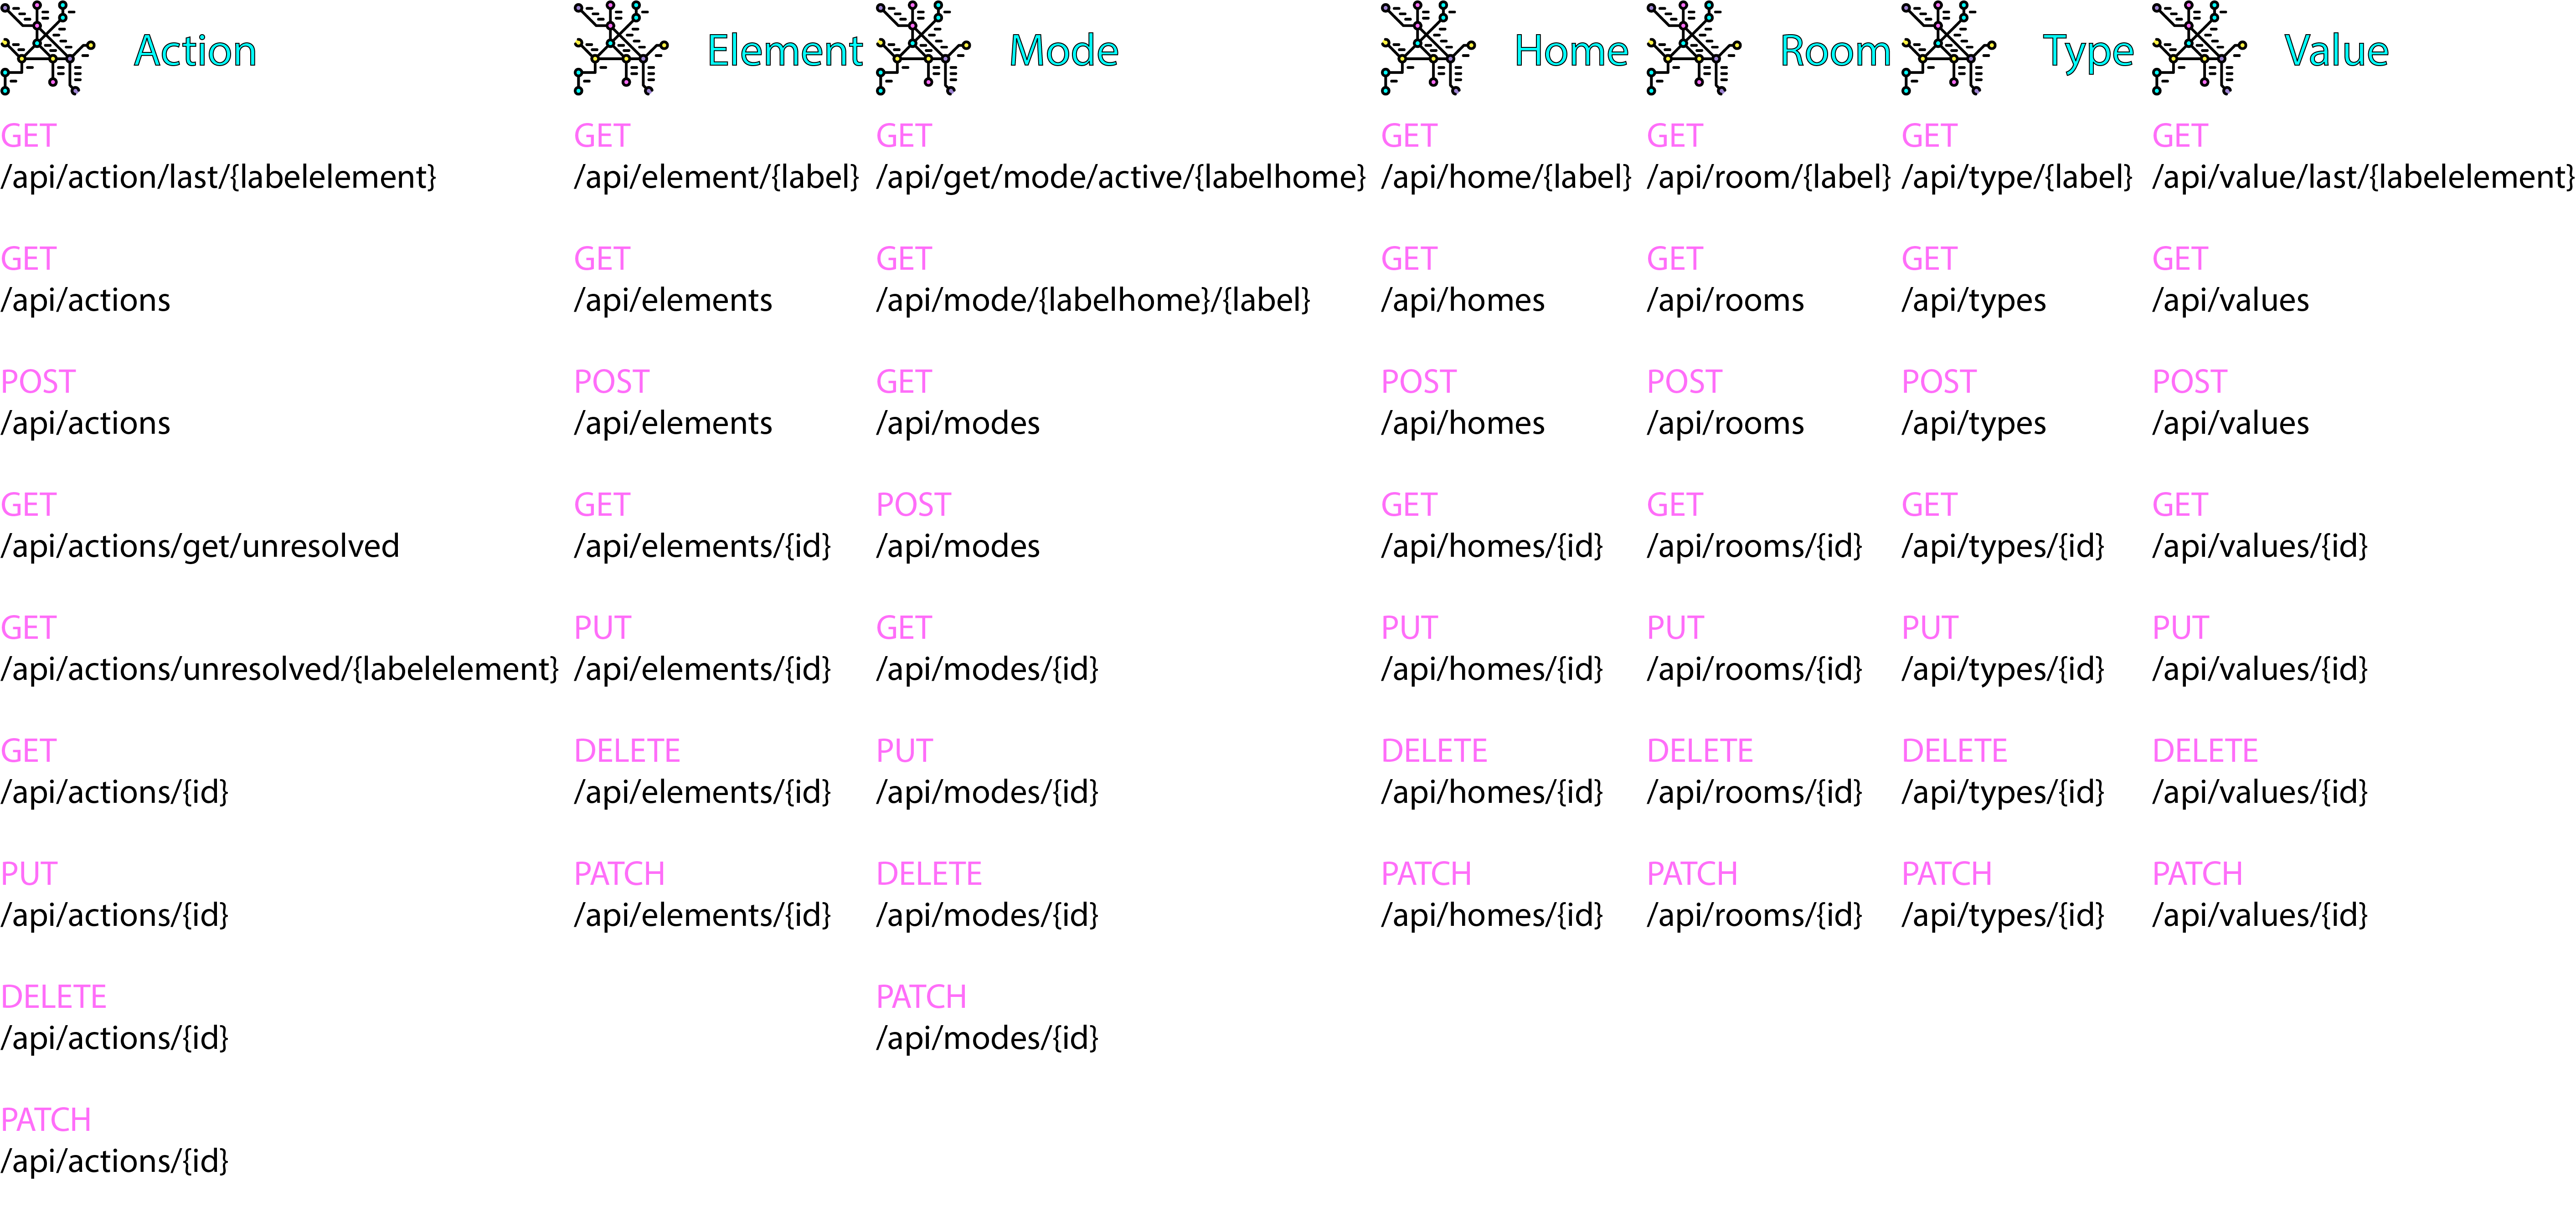 Action
GET
/api/action/last/{labelelement}
GET
/api/actions
POST
/api/actions
GET
/api/actions/get/unresolved
GET
/api/actions/unresolved/{labelelement}
GET
/api/actions/{id}
PUT
/api/actions/{id}
DELETE
/api/actions/{id}
PATCH
/api/actions/{id}
Element
GET
/api/element/{label}
GET
/api/elements
POST
/api/elements
GET
/api/elements/{id}
PUT
/api/elements/{id}
DELETE
/api/elements/{id}
PATCH
/api/elements/{id}
Mode
GET
/api/get/mode/active/{labelhome}
GET
/api/mode/{labelhome}/{label}
GET
/api/modes
POST
/api/modes
GET
/api/modes/{id}
PUT
/api/modes/{id}
DELETE
/api/modes/{id}
PATCH
/api/modes/{id}
Home
GET
/api/home/{label}
GET
/api/homes
POST
/api/homes
GET
/api/homes/{id}
PUT
/api/homes/{id}
DELETE
/api/homes/{id}
PATCH
/api/homes/{id}
Room
GET
/api/room/{label}
GET
/api/rooms
POST
/api/rooms
GET
/api/rooms/{id}
PUT
/api/rooms/{id}
DELETE
/api/rooms/{id}
PATCH
/api/rooms/{id}
Type
GET
/api/type/{label}
GET
/api/types
POST
/api/types
GET
/api/types/{id}
PUT
/api/types/{id}
DELETE
/api/types/{id}
PATCH
/api/types/{id}
Value
GET
/api/value/last/{labelelement}
GET
/api/values
POST
/api/values
GET
/api/values/{id}
PUT
/api/values/{id}
DELETE
/api/values/{id}
PATCH
/api/values/{id}